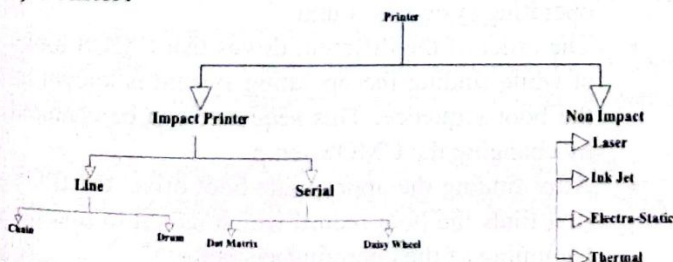 Printer
Impact Printer
Non Impact
Laser
Line
Serial
Ink Jet
Chain
Drum
Dot Matrix
Daisy Wheel
Electra-Static
Thermal